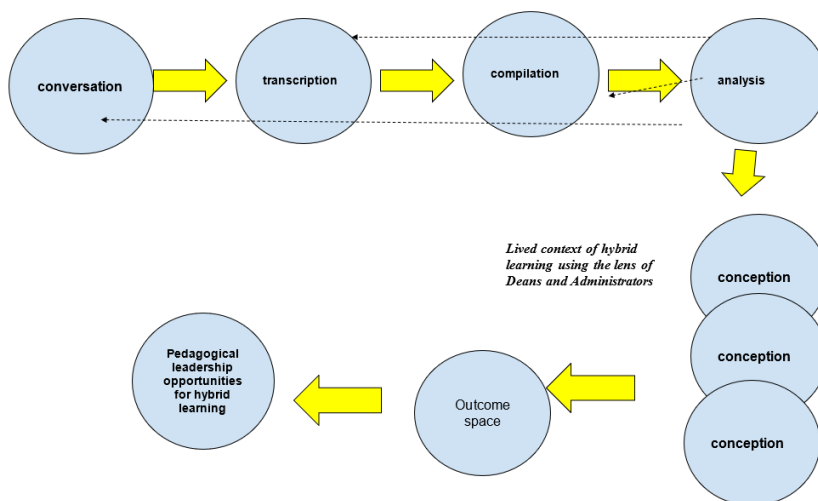 conversation
transcription
compilation
analysis
Lived context of hybrid
learning using the lens of
Deans and Administrators
conception
conception
conception
Outcome
space
Pedagogical
leadership
opportunities
for hybrid
learning